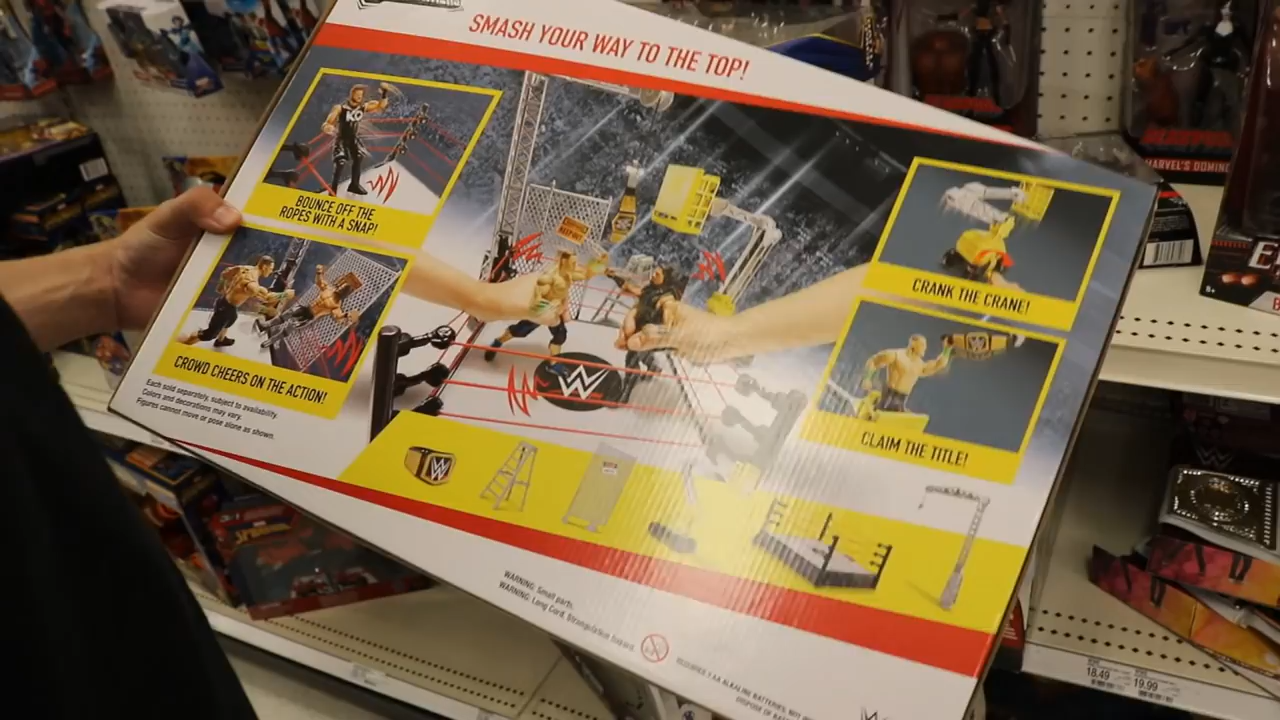 SMASH YOUR WAY TO THE TOP!
KO
BOUNCE OFF THE
ROPES WITH A SNAP!
CROWD CHEERS ON THE ACTION!
Each sold separately, subject to availability.
Colors and decorations may vary.
Figures cannot move or pose alone as shown.
CRANK THE CRANE!
CLAIM THE TITLE!
W
W
WARNING: Small parts.
WARNING: Long Cord. Strangulation hazard.
MARVEL'S DOMINO
18.49
19.99